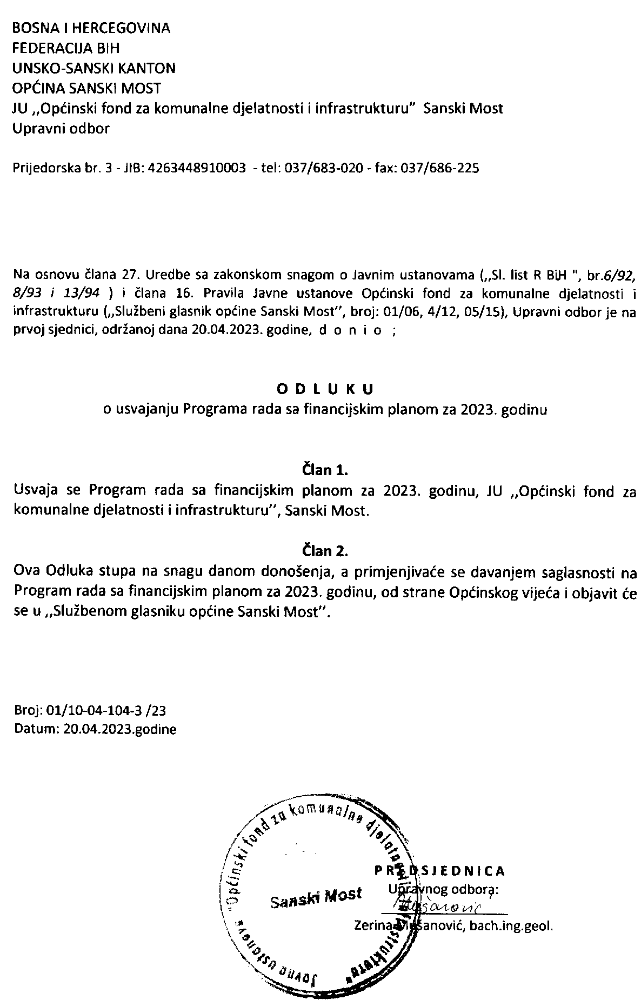 BOSNA I HERCEGOVINA
FEDERACIJA BIH
UNSKO-SANSKI KANTON
OPĆINA SANSKI MOST
JU ,,Općinski fond za komunalne djelatnosti i infrastrukturu” Sanski Most
Upravni odbor
Prijedorska br. 3 - JIB: 4263448910003 - tel: 037/683-020 - fax: 037/686-225
Na osnovu člana 27. Uredbe sa zakonskom snagom o Javnim ustanovama (,,Sl. list R BiH ", br.6/92,
8/93 i 13/94 ) i člana 16. Pravila Javne ustanove Općinski fond za komunalne djelatnosti i
infrastrukturu (,,Službeni glasnik općine Sanski Most”, broj: 01/06, 4/12, 05/15), Upravni odbor je na
prvoj sjednici, održanoj dana 20.04.2023. godine, d o n i o ;
O D L U K U
o usvajanju Programa rada sa financijskim planom za 2023. godinu
Član 1.
Usvaja se Program rada sa financijskim planom za 2023. godinu, JU ,,Općinski fond za
komunalne djelatnosti i infrastrukturu”, Sanski Most.
Član 2.
Ova Odluka stupa na snagu danom donošenja, a primjenjivaće se davanjem saglasnosti na
Program rada sa financijskim planom za 2023. godinu, od strane Općinskog vijeća i objavit će
se u ,,Službenom glasniku općine Sanski Most”.
Broj: 01/10-04-104-3 /23
Datum: 20.04.2023.godine
Javna ustanova "Općinski fond za komunalne djelatnosti i infrastrukturu"
Sanski Most
P R E D S J E D N I C A
Upravnog odbora:
Mušanović
Zerina Mušanović, bach.ing.geol.